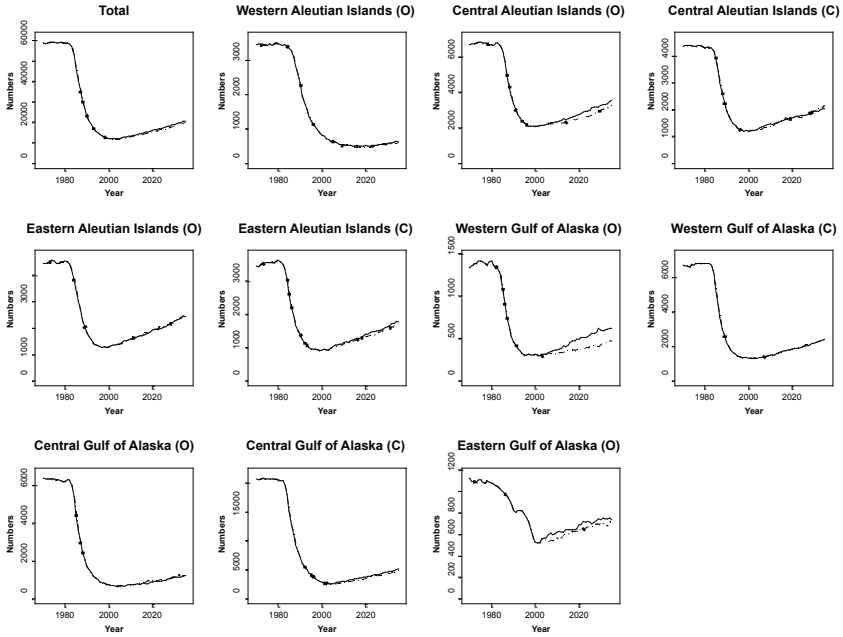 Total
Western Aleutian Islands (O)
Central Aleutian Islands (O)
Central Aleutian Islands (C)
Numbers
0 10000 20000 40000 60000
1980 2000 2020
Year
Numbers
0 1000 2000 3000
1980 2000 2020
Year
Numbers
0 2000 4000 6000
1980 2000 2020
Year
Numbers
0 1000 2000 3000 4000
1980 2000 2020
Year
Eastern Aleutian Islands (O)
Eastern Aleutian Islands (C)
Western Gulf of Alaska (O)
Western Gulf of Alaska (C)
Numbers
0 1000 3000
1980 2000 2020
Year
Numbers
0 1000 2000 3000
1980 2000 2020
Year
Numbers
0 500 1000 1500
1980 2000 2020
Year
Numbers
0 2000 4000 6000
1980 2000 2020
Year
Central Gulf of Alaska (O)
Central Gulf of Alaska (C)
Eastern Gulf of Alaska (O)
Numbers
0 2000 4000 6000
1980 2000 2020
Year
Numbers
0 5000 15000
1980 2000 2020
Year
Numbers
0 200 400 600 800 1200
1980 2000 2020
Year